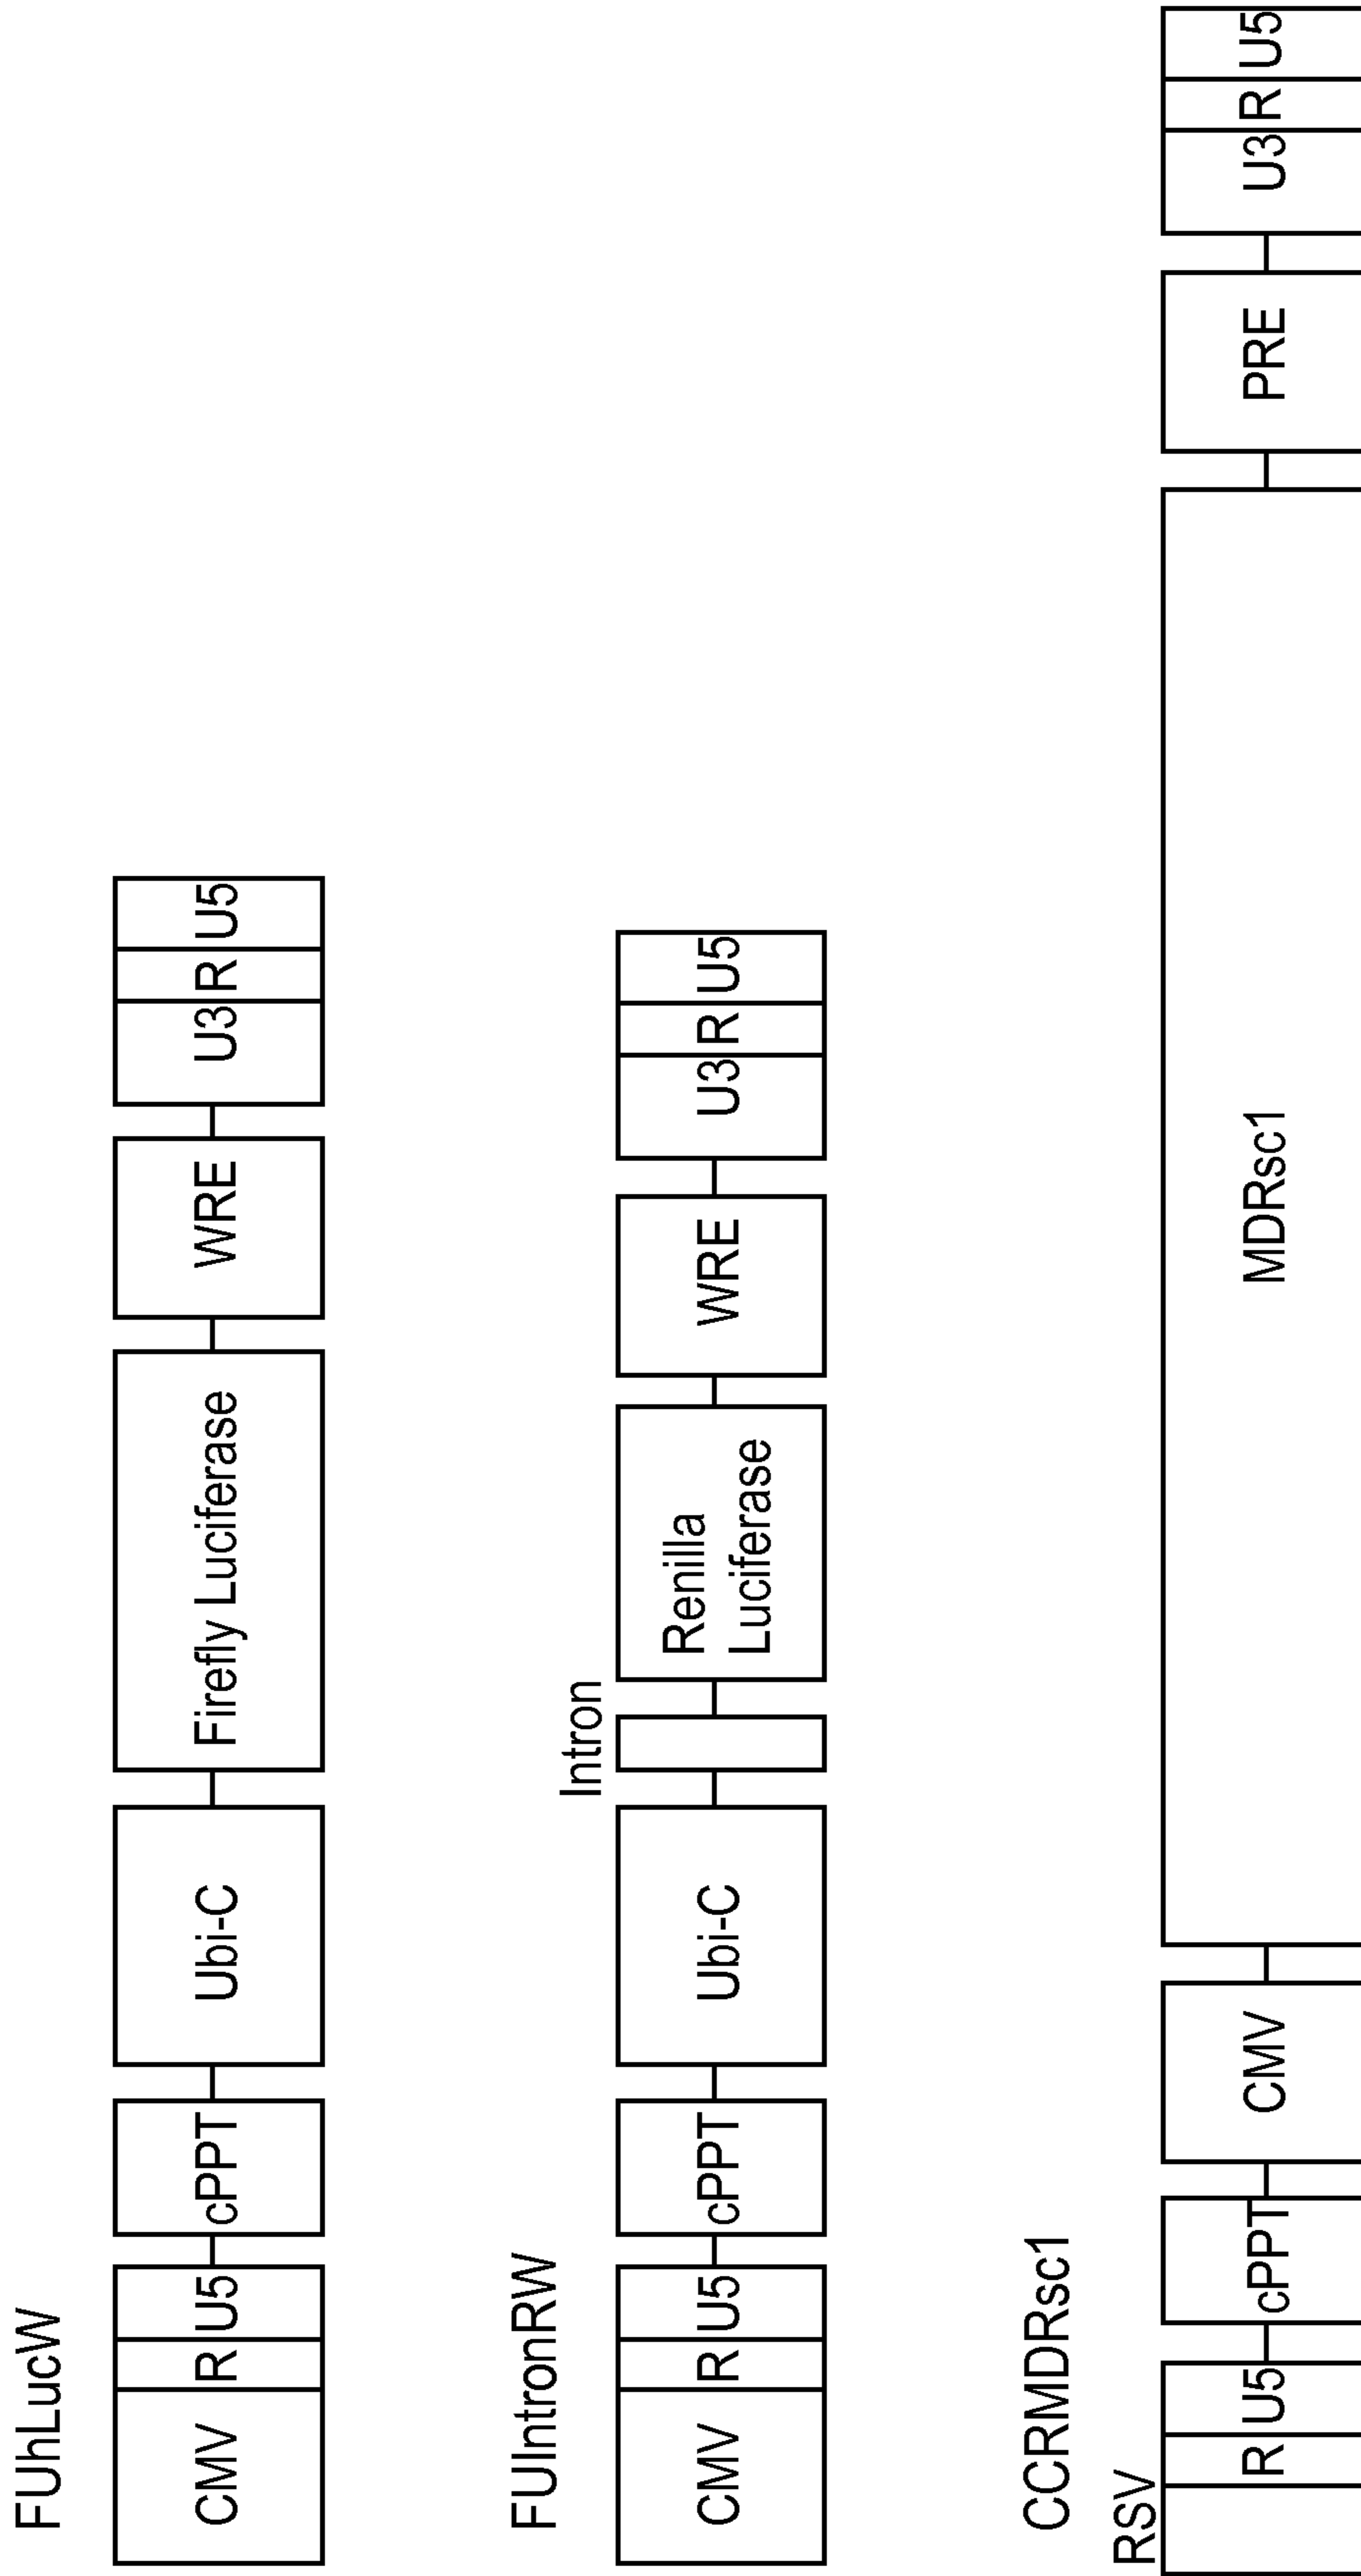 FUhLucW
CMV R U5 cPPT Ubi-C Firefly Luciferase WRE U3 R U5
FUIntronRW
Intron
CMV R U5 cPPT Ubi-C Renilla WRE U3 R U5
Luciferase
CCRMDRsc1
RSV
R U5 cPPT CMV MDRsc1 PRE U3 R U5